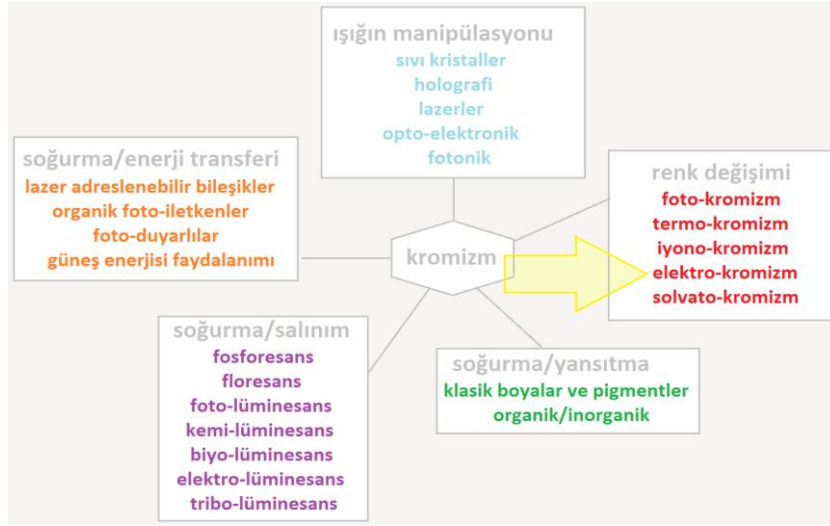 ışığın manipülasyonu
sıvı kristaller
holografi
lazerler
opto-elektronik
fotonik
soğurma/enerji transferi
lazer adreslenebilir bileşikler
organik foto-iletkenler
foto-duyarlılar
güneş enerjisi faydalanımı
renk değişimi
foto-kromizm
termo-kromizm
iyono-kromizm
elektro-kromizm
solvato-kromizm
kromizm
soğurma/salınım
fosforesans
floresans
foto-lüminesans
kemi-lüminesans
biyo-lüminesans
elektro-lüminesans
tribo-lüminesans
soğurma/yansıtma
klasik boyalar ve pigmentler
organik/inorganik